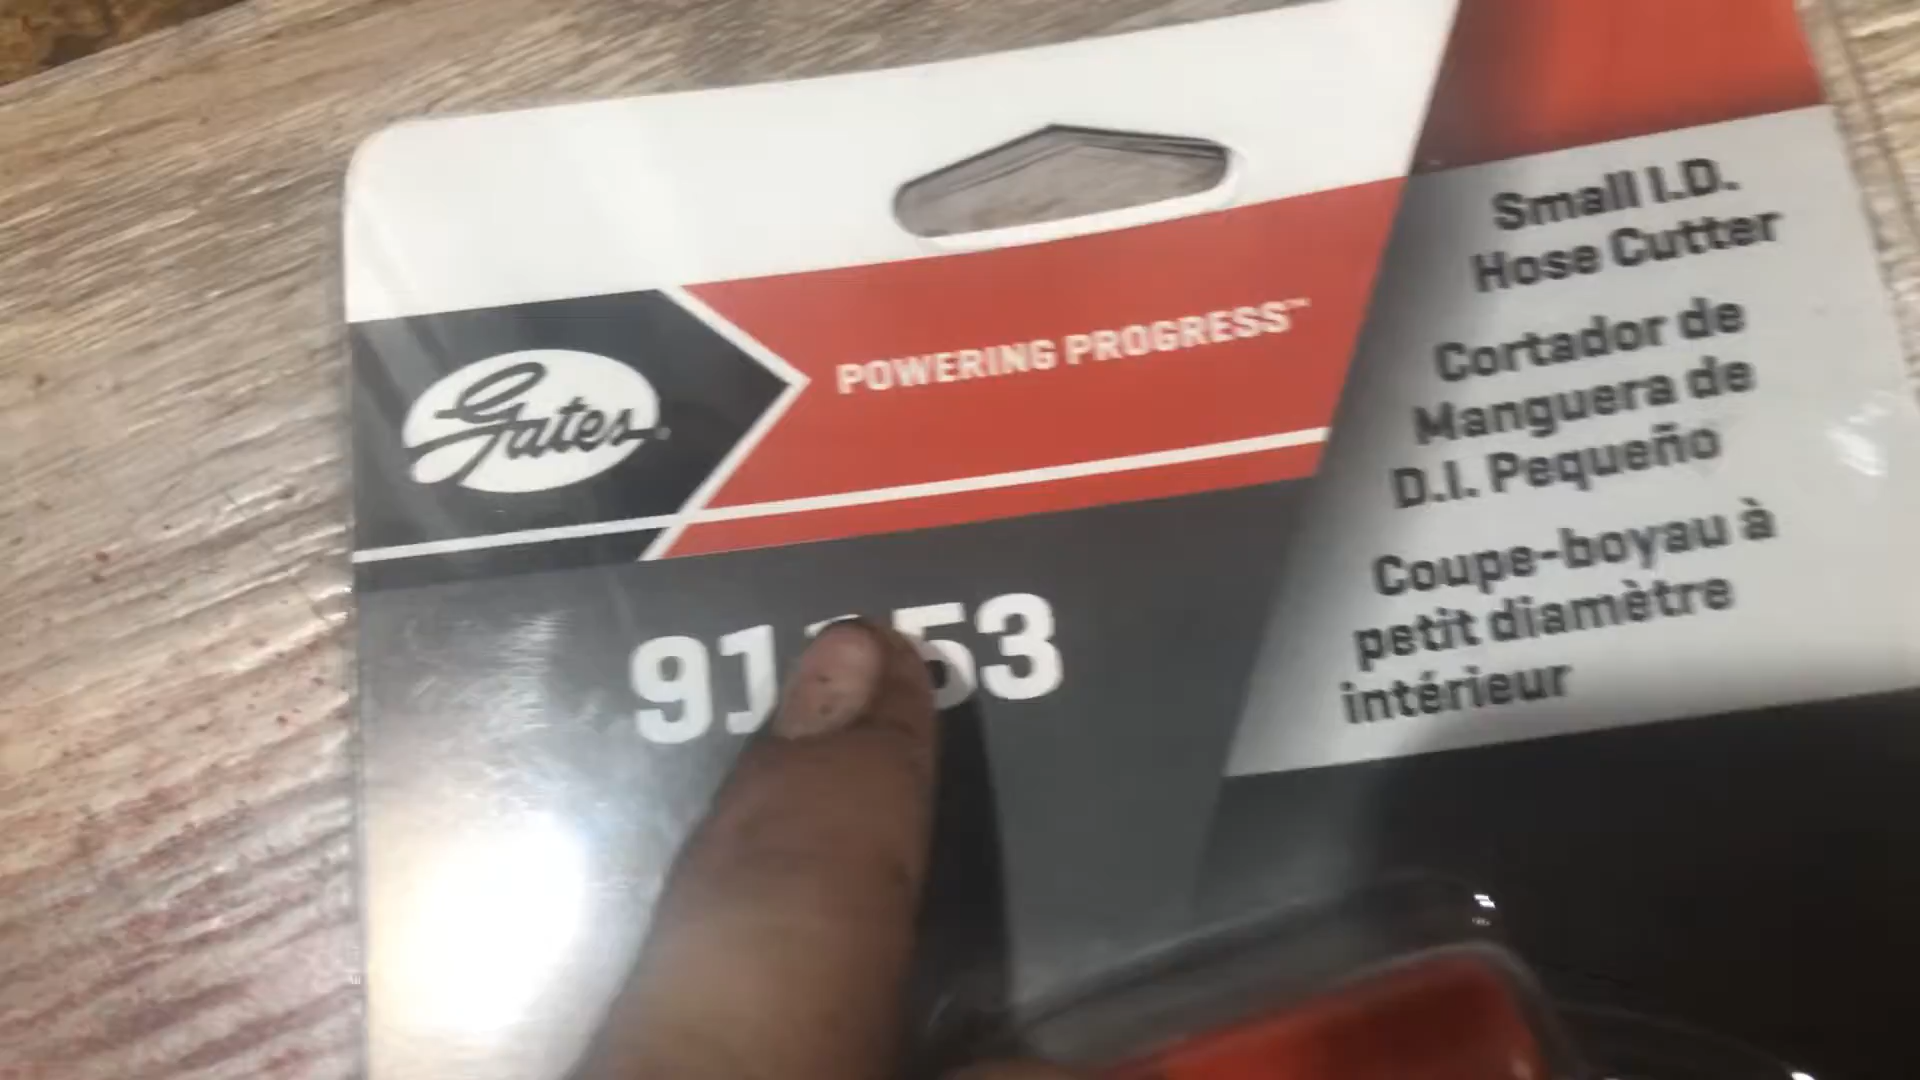 Gates
POWERING PROGRESS™
Small I.D.
Hose Cutter
Cortador de
Manguera de
D.I. Pequeño
Coupe-boyau à
petit diamètre
intérieur